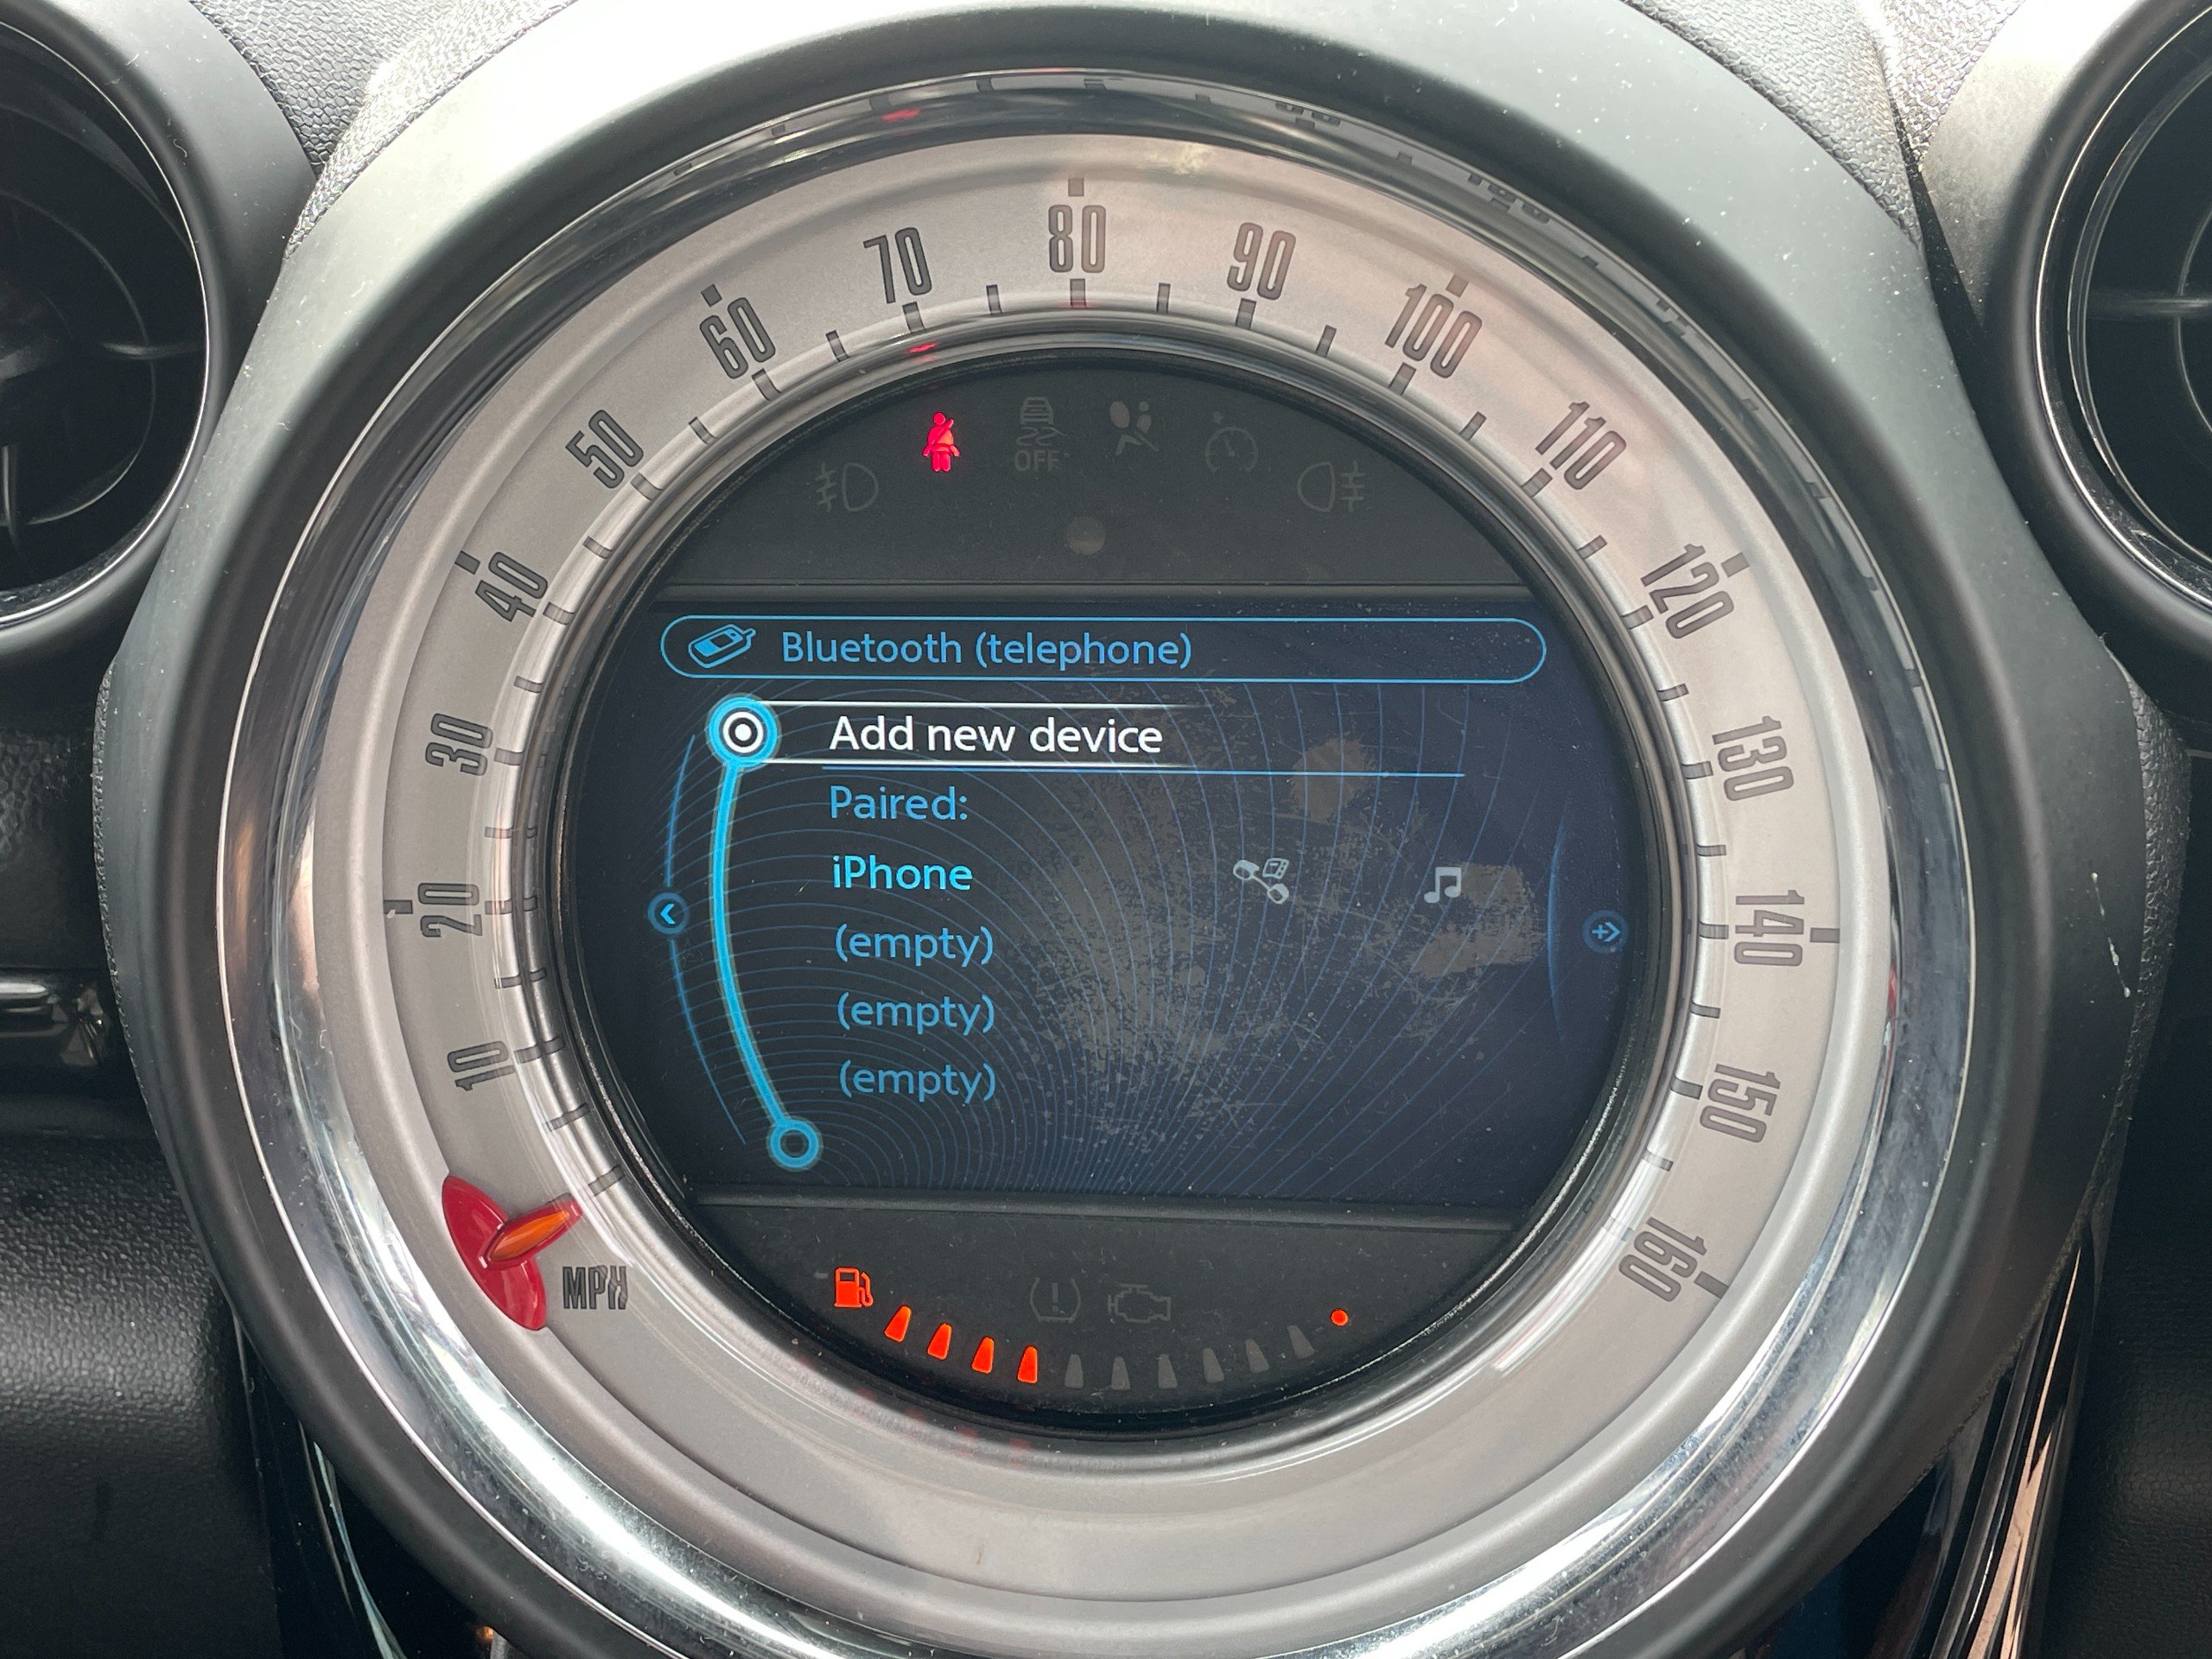 80
70
90
60
100
50
110
OFF
40
120
Bluetooth (telephone)
Add new device
30
130
Paired:
iPhone
20
140
(empty)
(empty)
10
(empty)
150
160
MPH